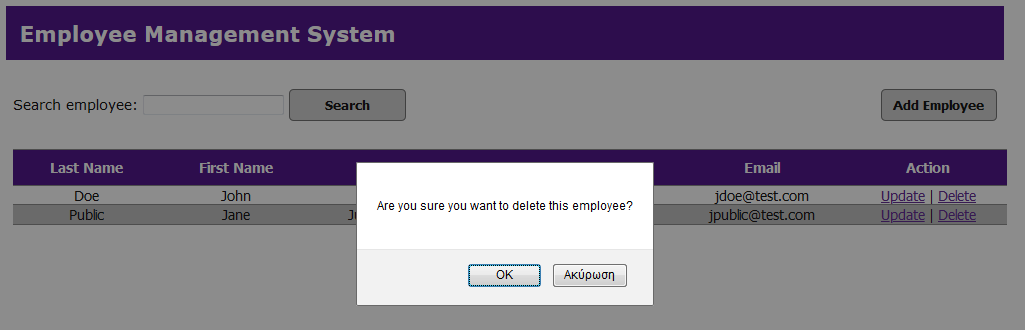 Employee Management System
Search employee: Search Add Employee
Last Name First Name Email Action
Doe John jdoe@test.com Update | Delete
Public Jane jpublic@test.com Update | Delete
Are you sure you want to delete this employee?
OK Ακύρωση